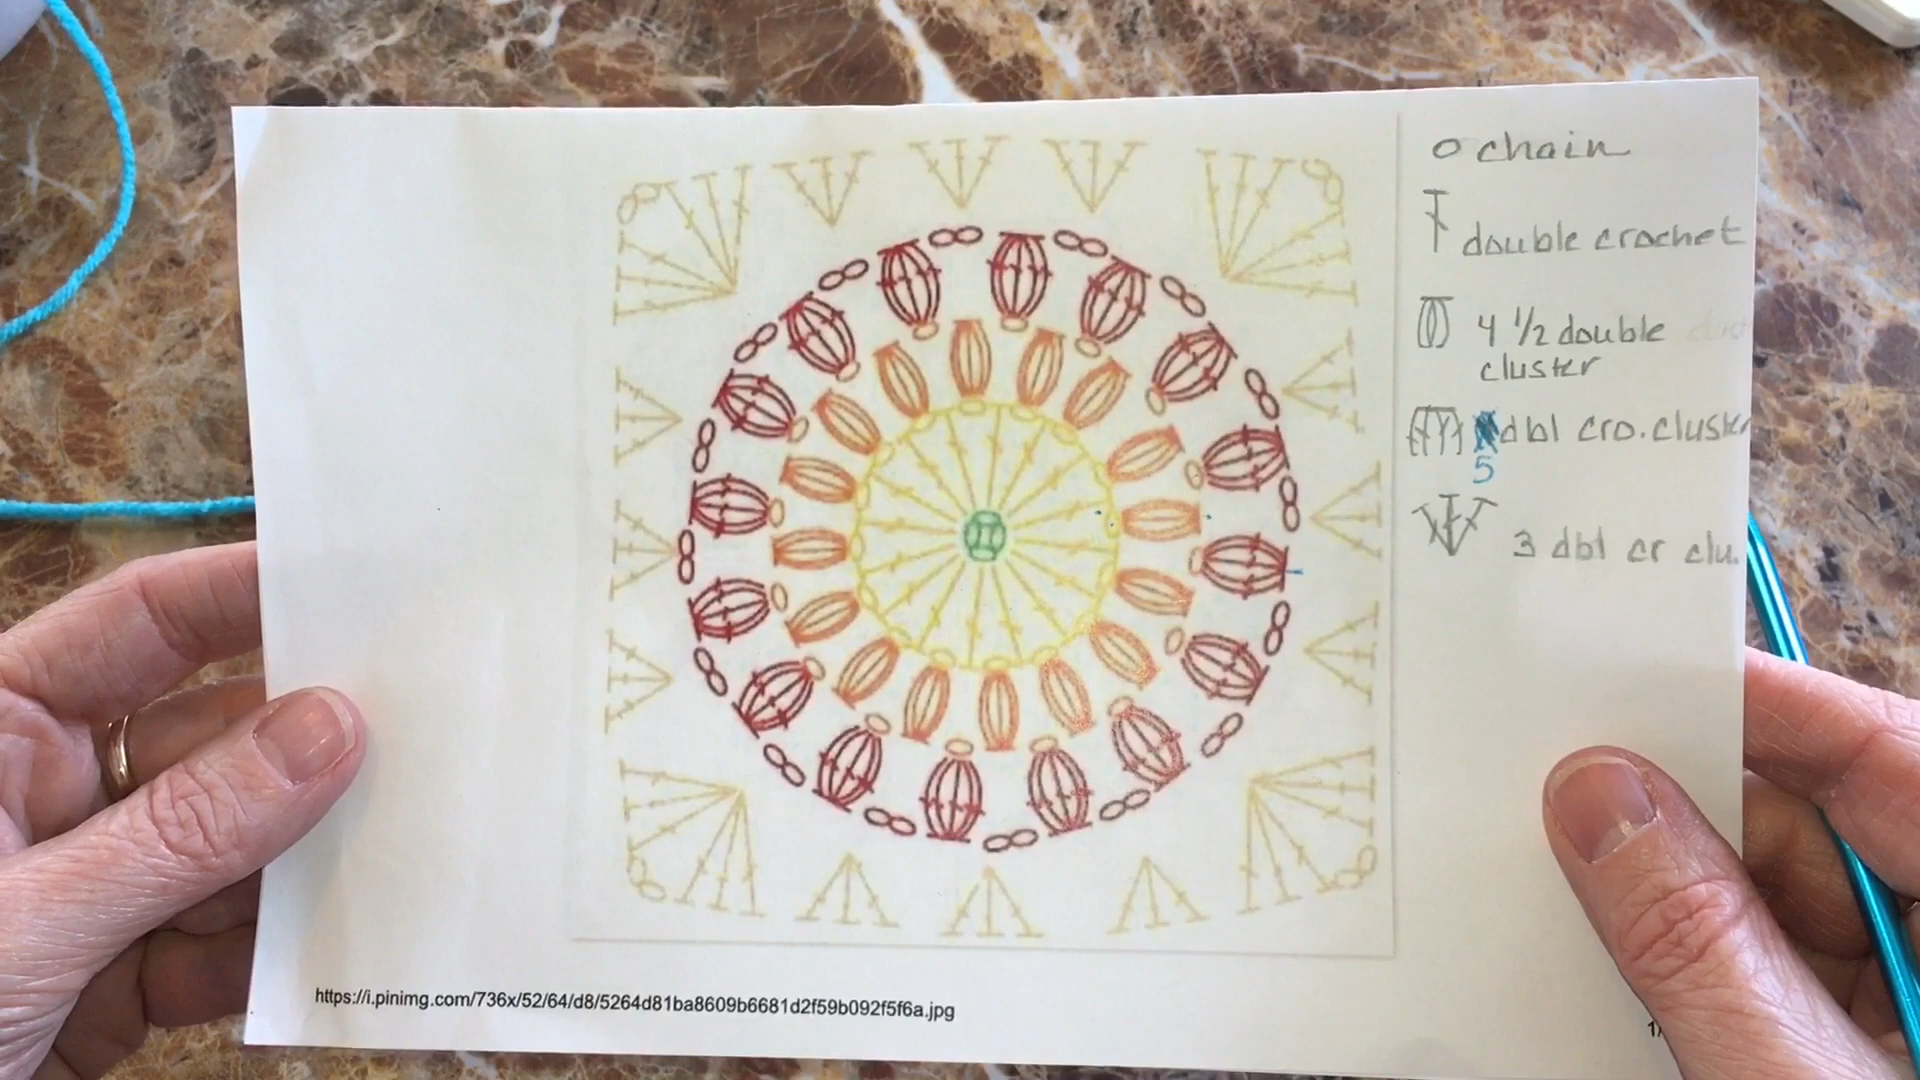 o chain
double crochet
4 1/2 double
cluster
dbl cro. cluster
5
3 dbl cr clu.
https://i.pinimg.com/736x/52/64/d8/5264d81ba8609b6681d2f59b092f5f6a.jpg
1/